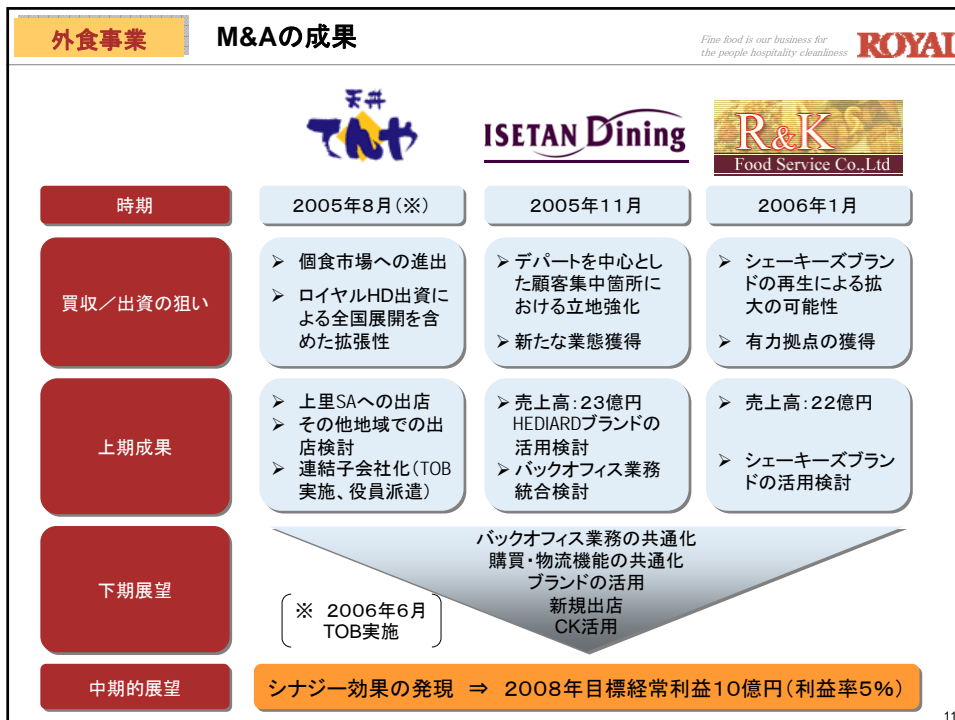 外食事業
M&Aの成果
Fine food is our business for
the people hospitality cleanliness
ROYAL
天丼
てんや
ISETAN Dining
R&K
Food Service Co.,Ltd
時期
2005年8月(※)
2005年11月
2006年1月
買収／出資の狙い
➢ 個食市場への進出
➢ ロイヤルHD出資に
よる全国展開を含
めた拡張性
➢デパートを中心とし
た顧客集中箇所に
おける立地強化
➢新たな業態獲得
➢ シェーキーズブラン
ドの再生による拡
大の可能性
➢ 有力拠点の獲得
上期成果
➢ 上里SAへの出店
➢ その他地域での出
店検討
➢ 連結子会社化(TOB
実施、役員派遣)
➢売上高：23億円
HEDIARDブランドの
活用検討
➢バックオフィス業務
統合検討
➢ 売上高：22億円
➢ シェーキーズブラン
ドの活用検討
下期展望
バックオフィス業務の共通化
購買・物流機能の共通化
ブランドの活用
新規出店
CK活用
※ 2006年6月
TOB実施
中期的展望
シナジー効果の発現 ⇒ 2008年目標経常利益10億円(利益率5%)
11